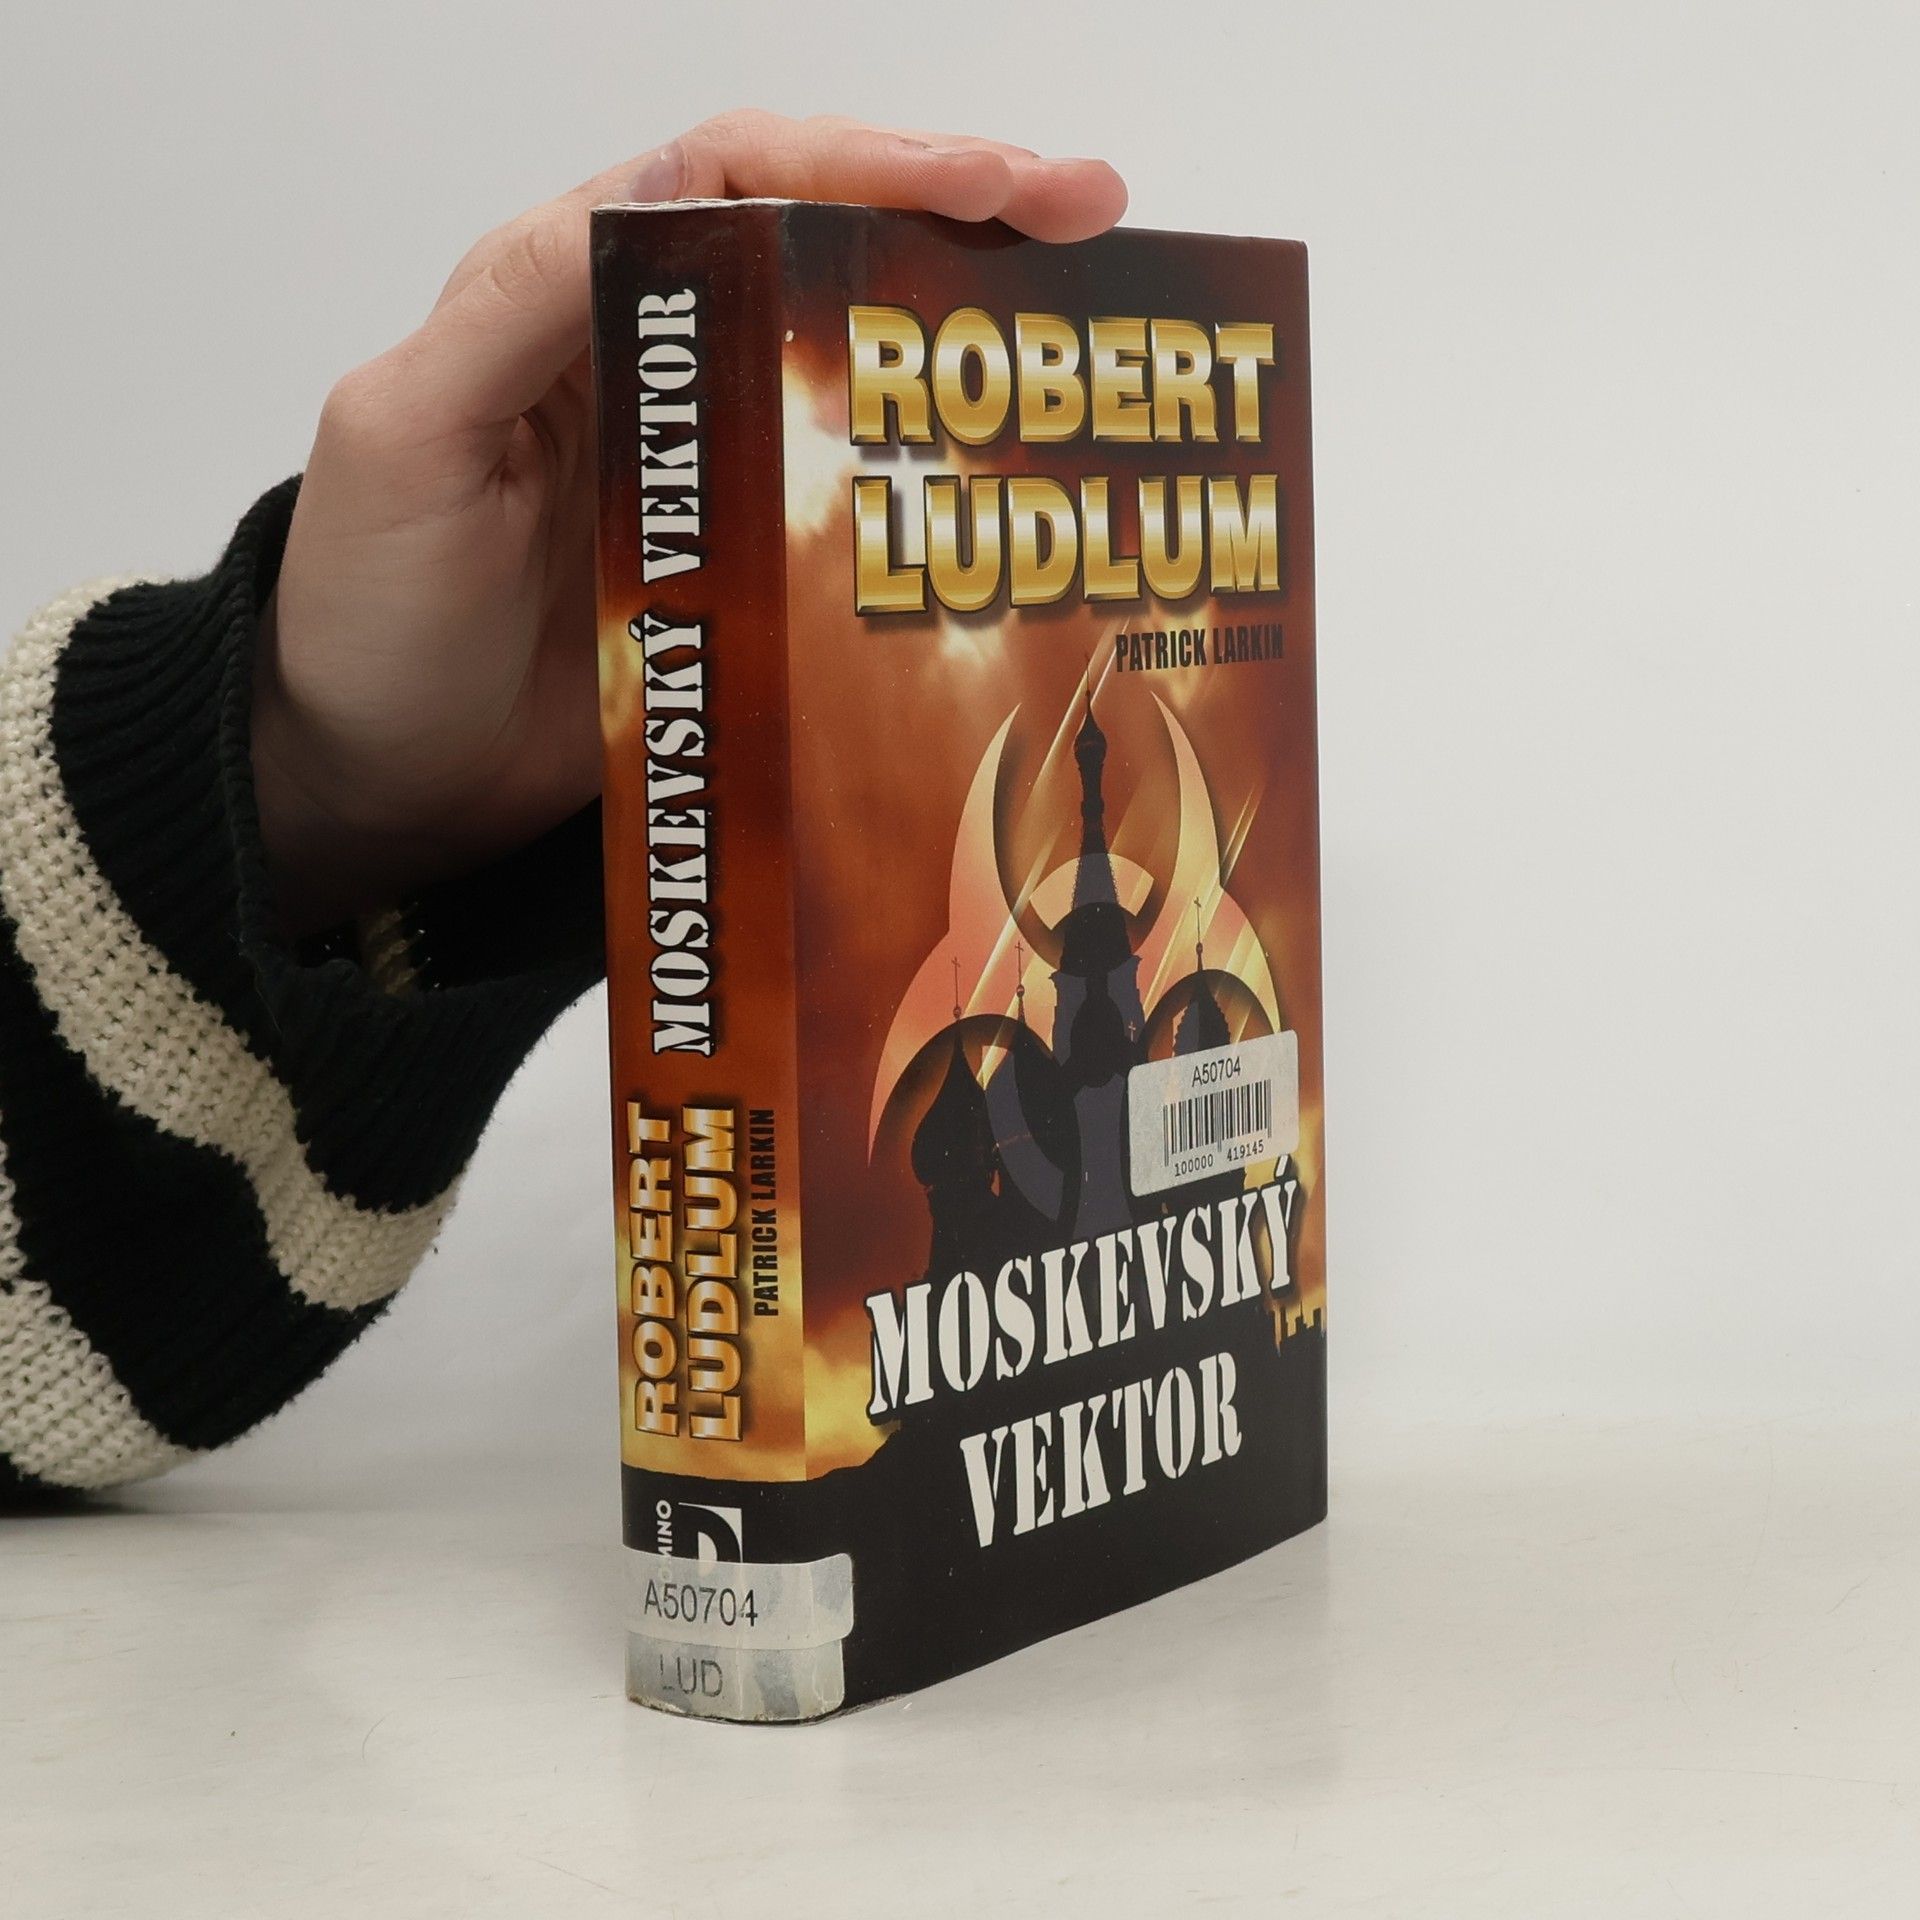 MOSKEVSKÝ VEKTOR
ROBERT
LUDLUM
PATRICK LARKIN
A50704
LUD
ROBERT
LUDLUM
PATRICK LARKIN
A50704
100000 419145
MOSKEVSKÝ
VEKTOR